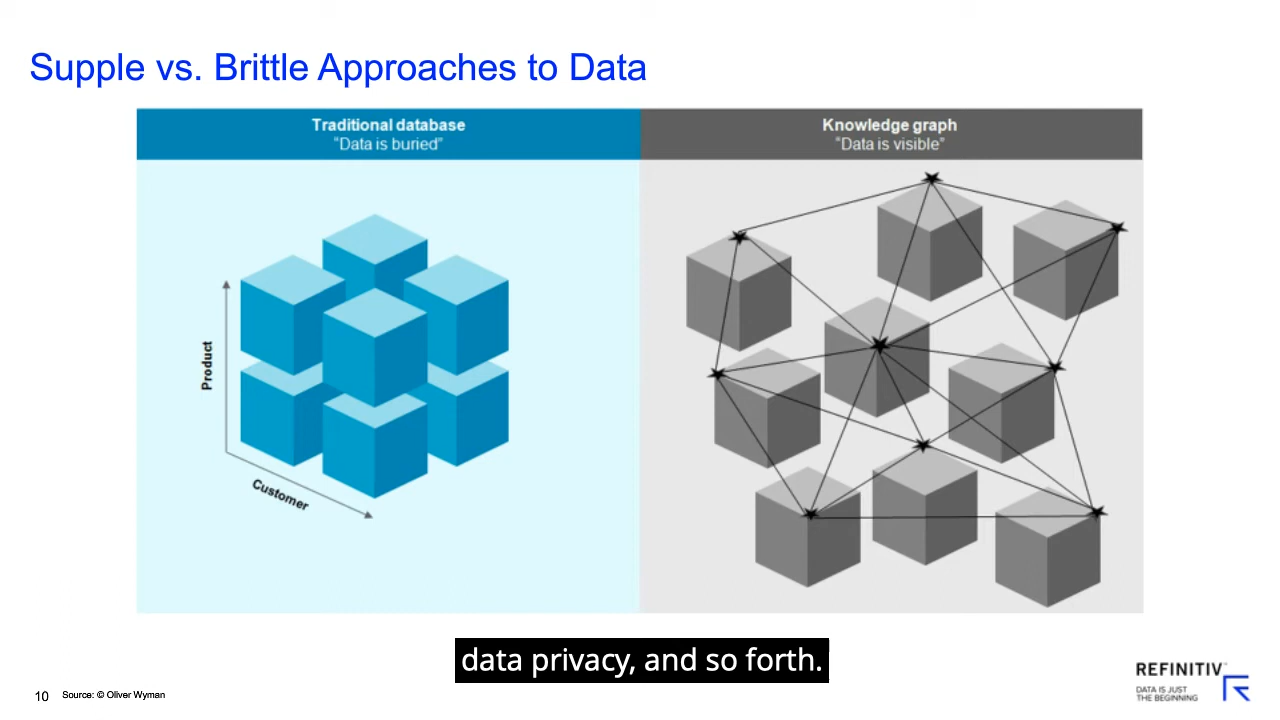 Supple vs. Brittle Approaches to Data
Traditional database
“Data is buried”
Knowledge graph
“Data is visible”
Product
Customer
data privacy, and so forth.
10
Source: © Oliver Wyman
REFINITIV
DATA IS JUST
THE BEGINNING